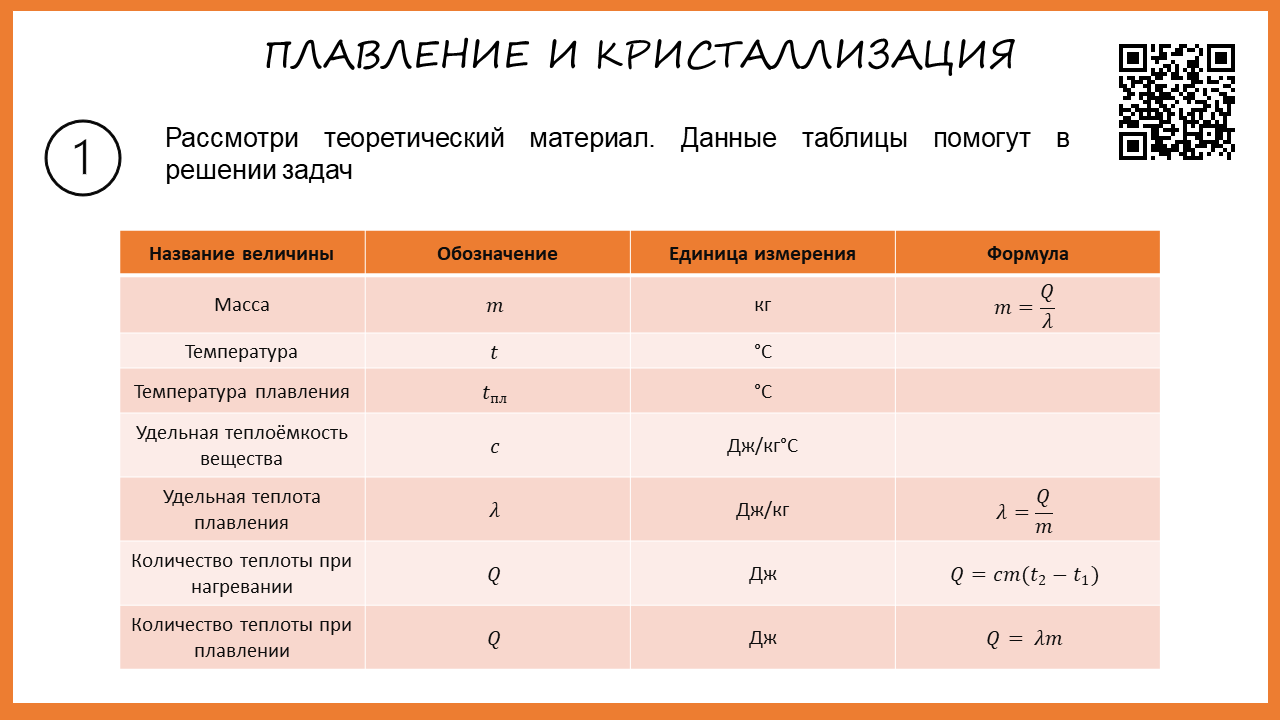 ПЛАВЛЕНИЕ И КРИСТАЛЛИЗАЦИЯ
1
Рассмотри теоретический материал. Данные таблицы помогут в
решении задач
Название величины Обозначение Единица измерения Формула
Масса m кг m = Q/λ
Температура t °С
Температура плавления tпл °С
Удельная теплоёмкость
вещества c Дж/кг°С
Удельная теплота
плавления λ Дж/кг λ = Q/m
Количество теплоты при
нагревании Q Дж Q = cm(t₂ − t₁)
Количество теплоты при
плавлении Q Дж Q = λm